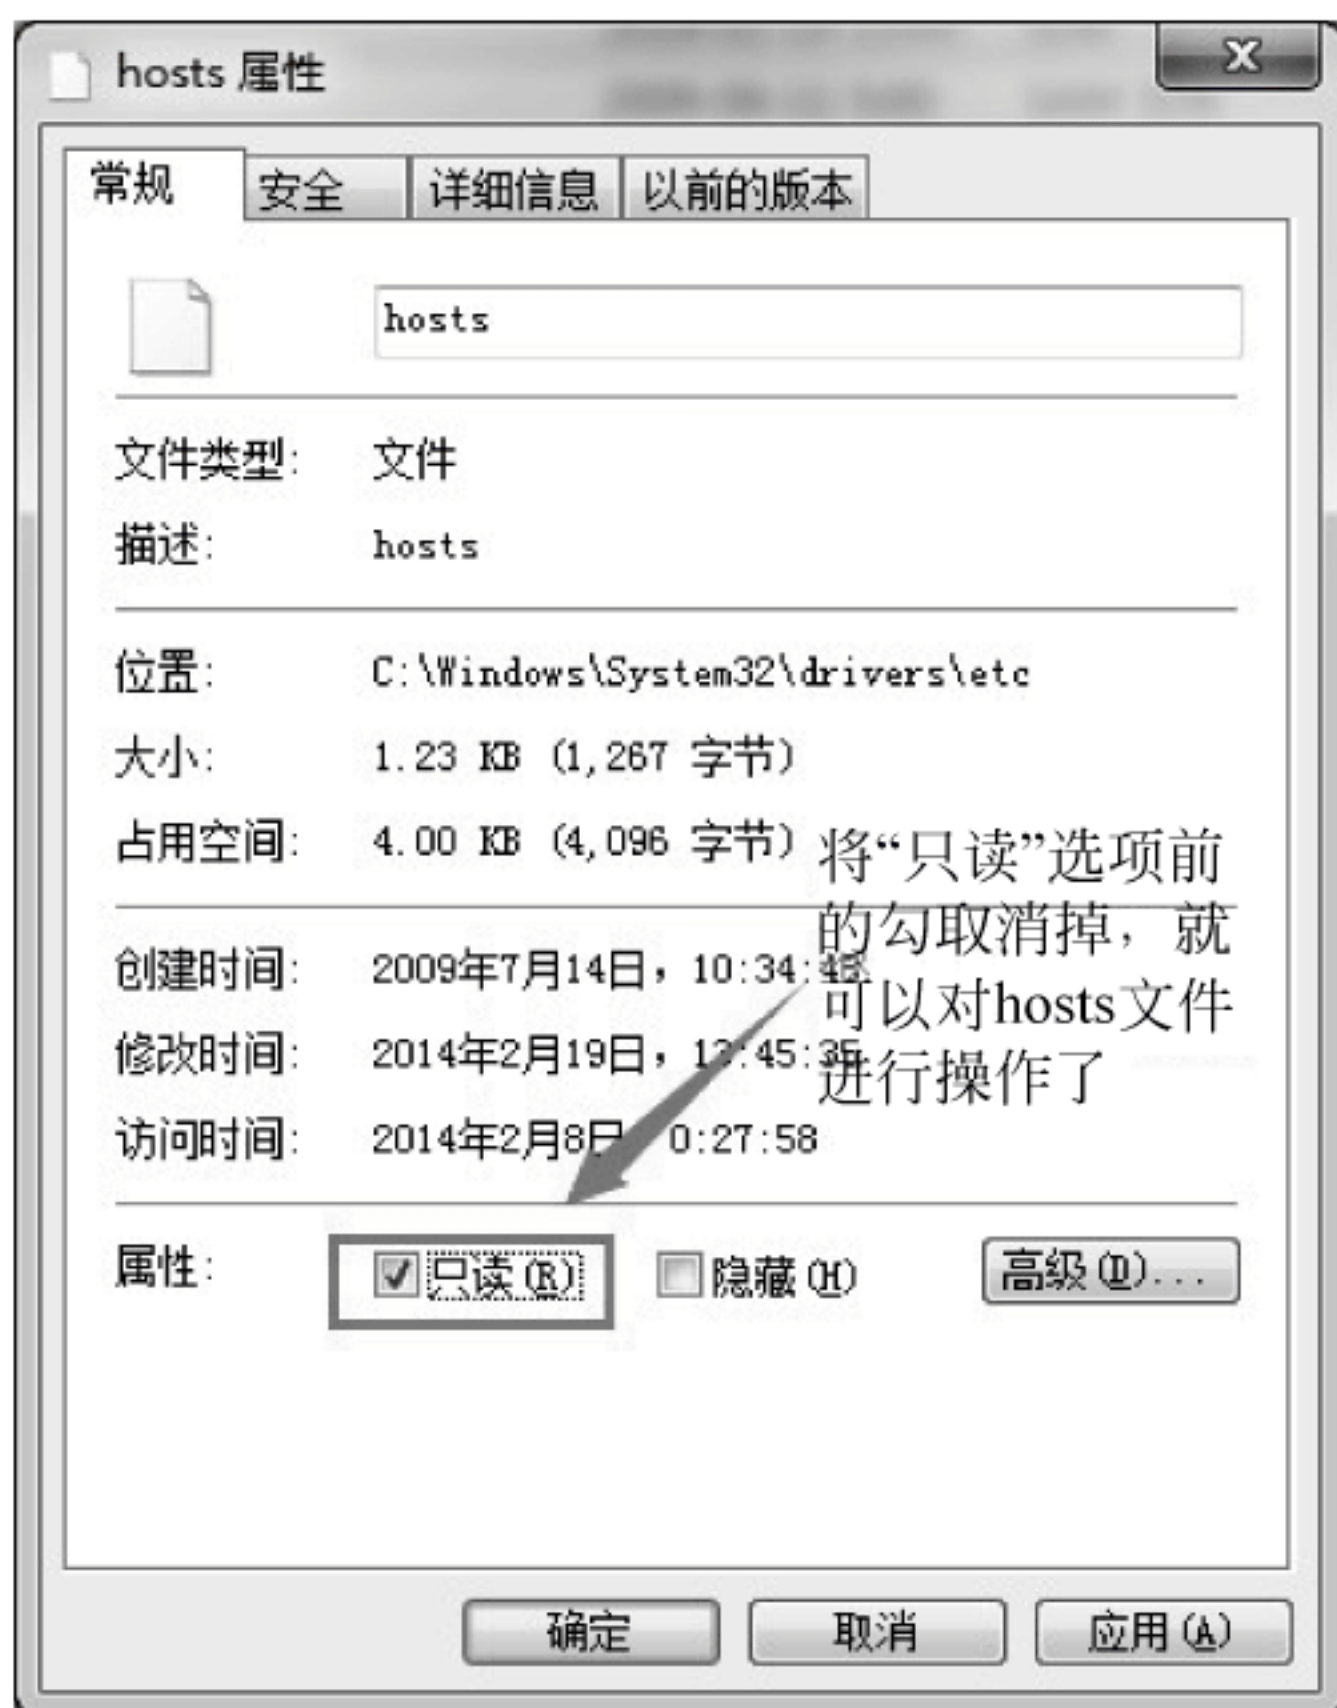 hosts 属性
常规 安全 详细信息 以前的版本
hosts
文件类型: 文件
描述: hosts
位置: C:\Windows\System32\drivers\etc
大小: 1.23 KB (1,267 字节)
占用空间: 4.00 KB (4,096 字节)
将“只读”选项前
的勾取消掉，就
可以对hosts文件
进行操作了
创建时间: 2009年7月14日，10:34:48
修改时间: 2014年2月19日，13:45:35
访问时间: 2014年2月8日，0:27:58
属性: 只读(R) 隐藏(H) 高级(D)...
确定 取消 应用(A)